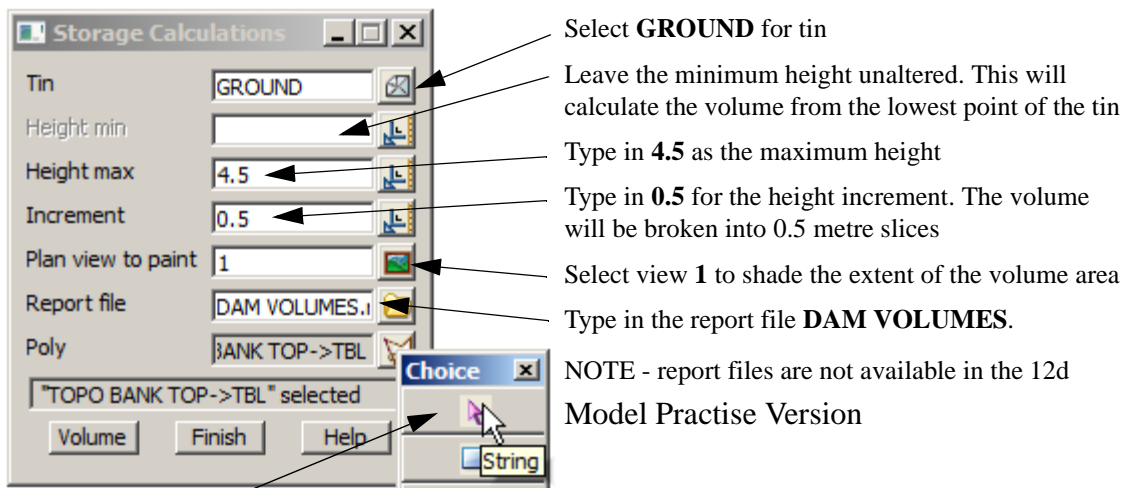 Storage Calculations
Tin
GROUND
Height min
Height max
4.5
Increment
0.5
Plan view to paint
1
Report file
DAM VOLUMES.
Poly
BANK TOP->TBL
"TOPO BANK TOP->TBL" selected
Volume
Finish
Help
Choice
String
Select GROUND for tin
Leave the minimum height unaltered. This will
calculate the volume from the lowest point of the tin
Type in 4.5 as the maximum height
Type in 0.5 for the height increment. The volume
will be broken into 0.5 metre slices
Select view 1 to shade the extent of the volume area
Type in the report file DAM VOLUMES.
NOTE - report files are not available in the 12d
Model Practise Version